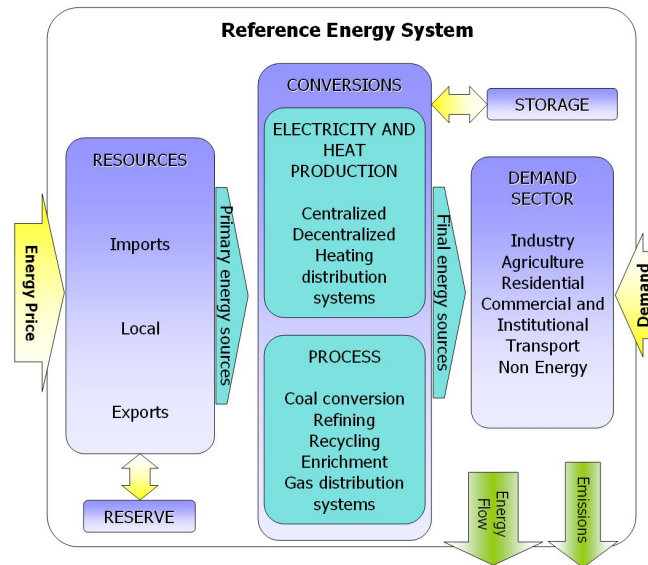 Reference Energy System
Energy Price
RESOURCES
Imports
Local
Exports
RESERVE
Primary energy sources
CONVERSIONS
ELECTRICITY AND
HEAT
PRODUCTION
Centralized
Decentralized
Heating
distribution
systems
PROCESS
Coal conversion
Refining
Recycling
Enrichment
Gas distribution
systems
Final energy sources
STORAGE
DEMAND
SECTOR
Industry
Agriculture
Residential
Commercial and
Institutional
Transport
Non Energy
Demand
Energy
Flow
Emissions